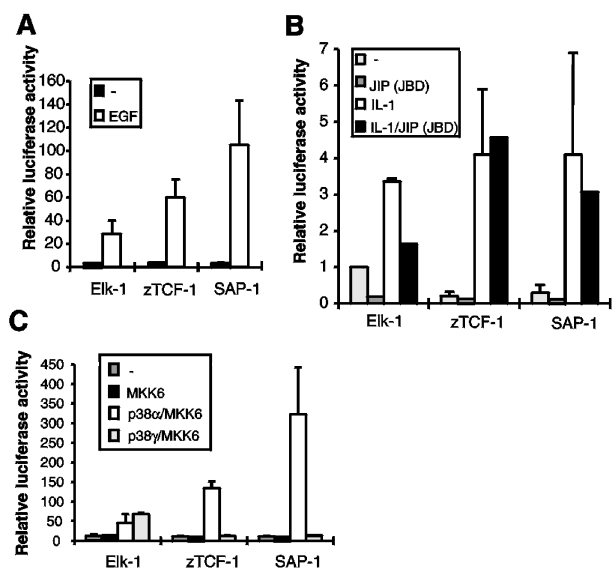 A
Relative luciferase activity
160
140
120
100
80
60
40
20
0
-
EGF
Elk-1 zTCF-1 SAP-1
B
Relative luciferase activity
7
6
5
4
3
2
1
0
-
JIP (JBD)
IL-1
IL-1/JIP (JBD)
Elk-1 zTCF-1 SAP-1
C
Relative luciferase activity
450
400
350
300
250
200
150
100
50
0
-
MKK6
p38α/MKK6
p38γ/MKK6
Elk-1 zTCF-1 SAP-1